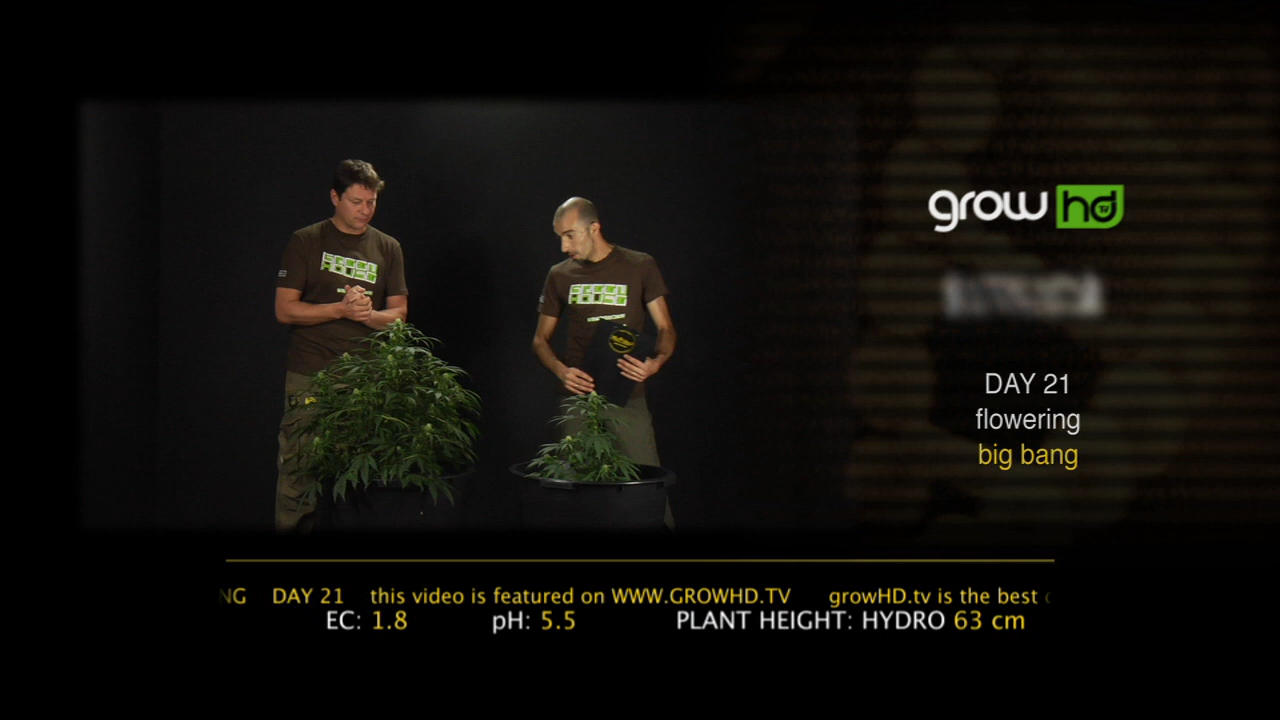 grow hd
DAY 21
flowering
big bang
NG DAY 21 this video is featured on WWW.GROWHD.TV growHD.tv is the best
EC: 1.8 pH: 5.5 PLANT HEIGHT: HYDRO 63 cm